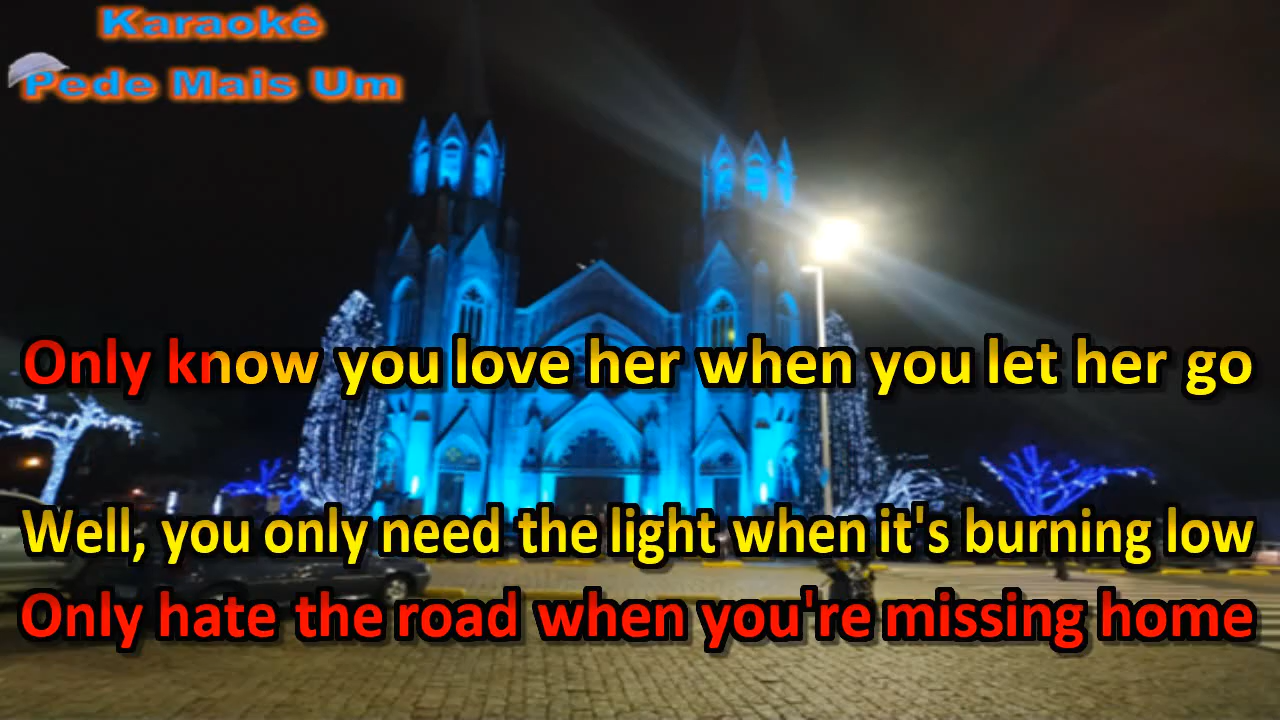 Karaokê
Pede Mais Um
Only know you love her when you let her go
Well, you only need the light when it's burning low
Only hate the road when you're missing home